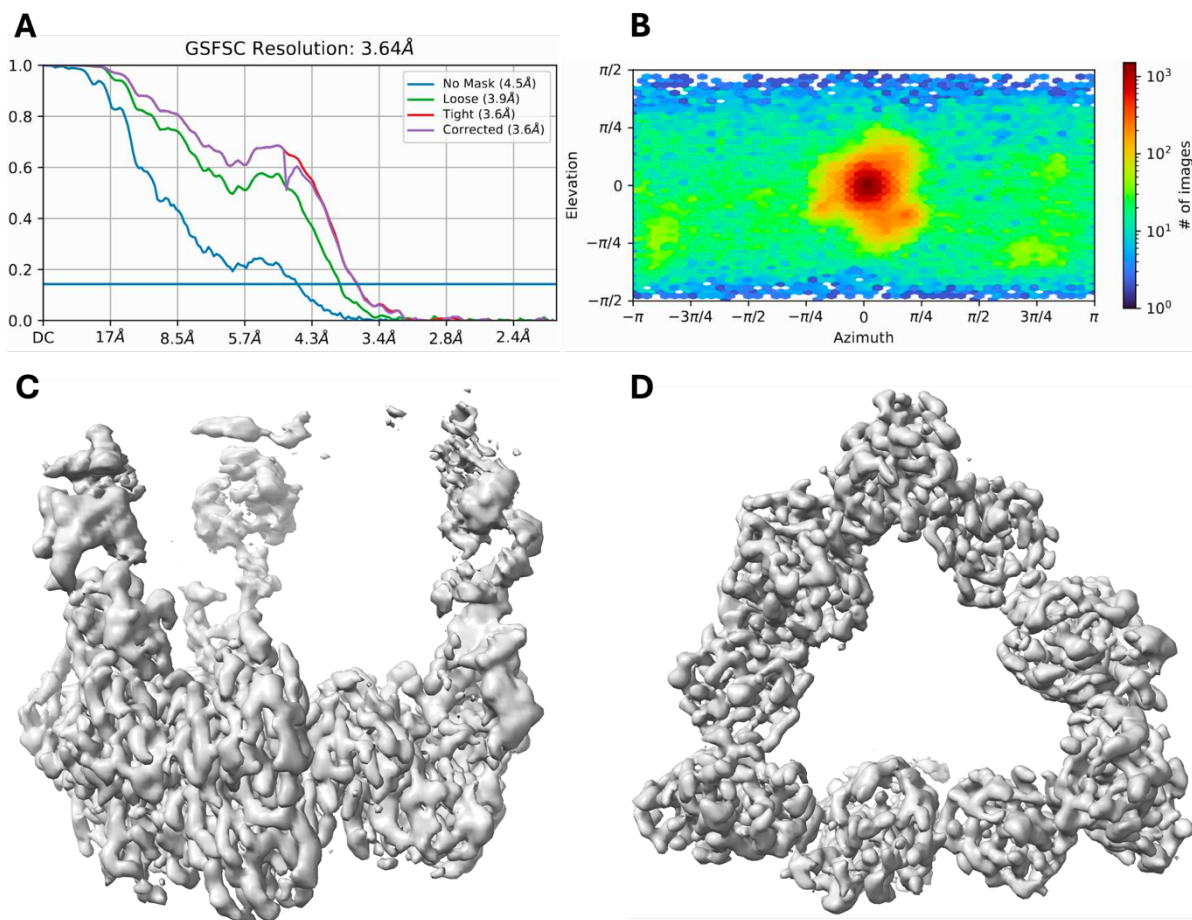 A
GSFSC Resolution: 3.64Å
1.0
0.8
0.6
0.4
0.2
0.0
DC
17Å
8.5Å
5.7Å
4.3Å
3.4Å
2.8Å
2.4Å
No Mask (4.5Å)
Loose (3.9Å)
Tight (3.6Å)
Corrected (3.6Å)
B
π/2
π/4
0
−π/4
−π/2
Elevation
−π
−3π/4
−π/2
−π/4
0
π/4
π/2
3π/4
π
Azimuth
10³
10²
10¹
10⁰
# of images
C
D